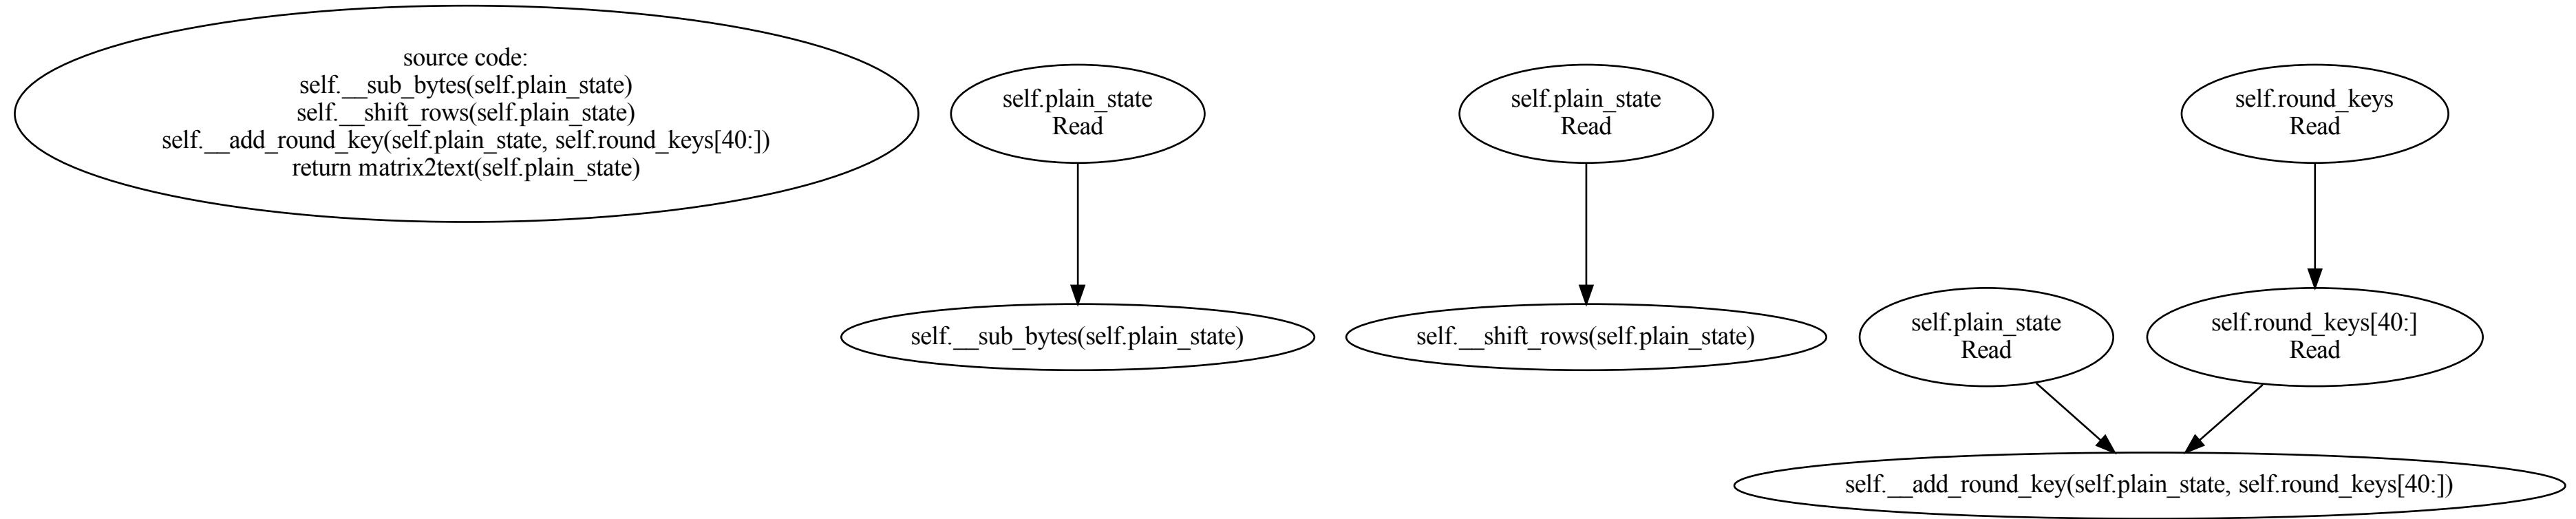 source code:
self.__sub_bytes(self.plain_state)
self.__shift_rows(self.plain_state)
self.__add_round_key(self.plain_state, self.round_keys[40:])
return matrix2text(self.plain_state)
self.plain_state
Read
self.plain_state
Read
self.round_keys
Read
self.__sub_bytes(self.plain_state)
self.__shift_rows(self.plain_state)
self.plain_state
Read
self.round_keys[40:]
Read
self.__add_round_key(self.plain_state, self.round_keys[40:])